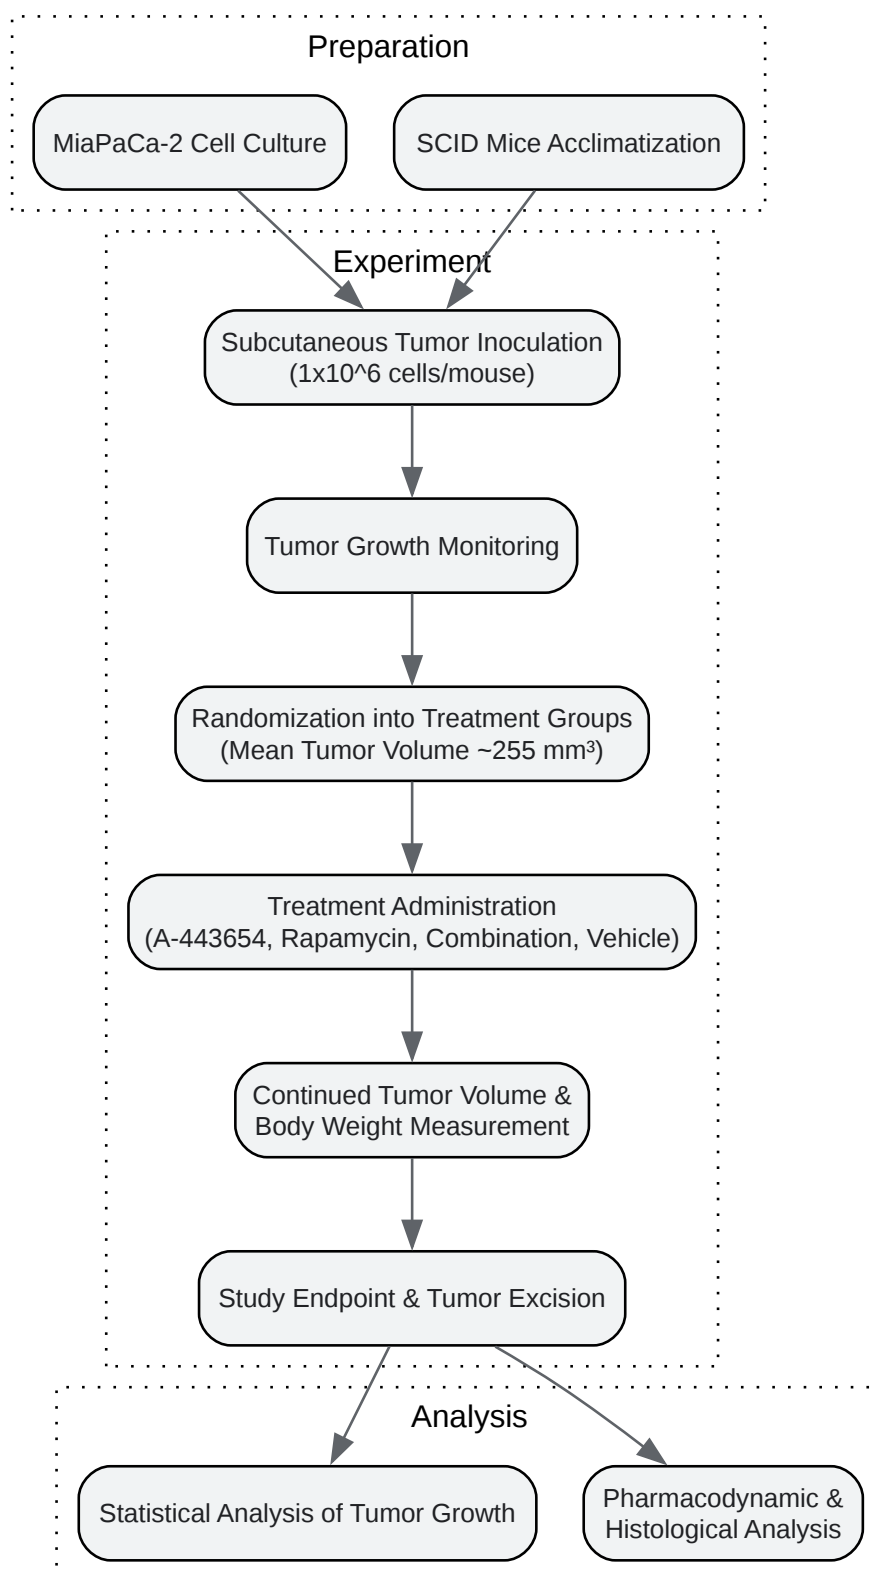 Preparation
MiaPaCa-2 Cell Culture
SCID Mice Acclimatization
Experiment
Subcutaneous Tumor Inoculation
(1x10^6 cells/mouse)
Tumor Growth Monitoring
Randomization into Treatment Groups
(Mean Tumor Volume ~255 mm³)
Treatment Administration
(A-443654, Rapamycin, Combination, Vehicle)
Continued Tumor Volume &
Body Weight Measurement
Study Endpoint & Tumor Excision
Analysis
Statistical Analysis of Tumor Growth
Pharmacodynamic &
Histological Analysis